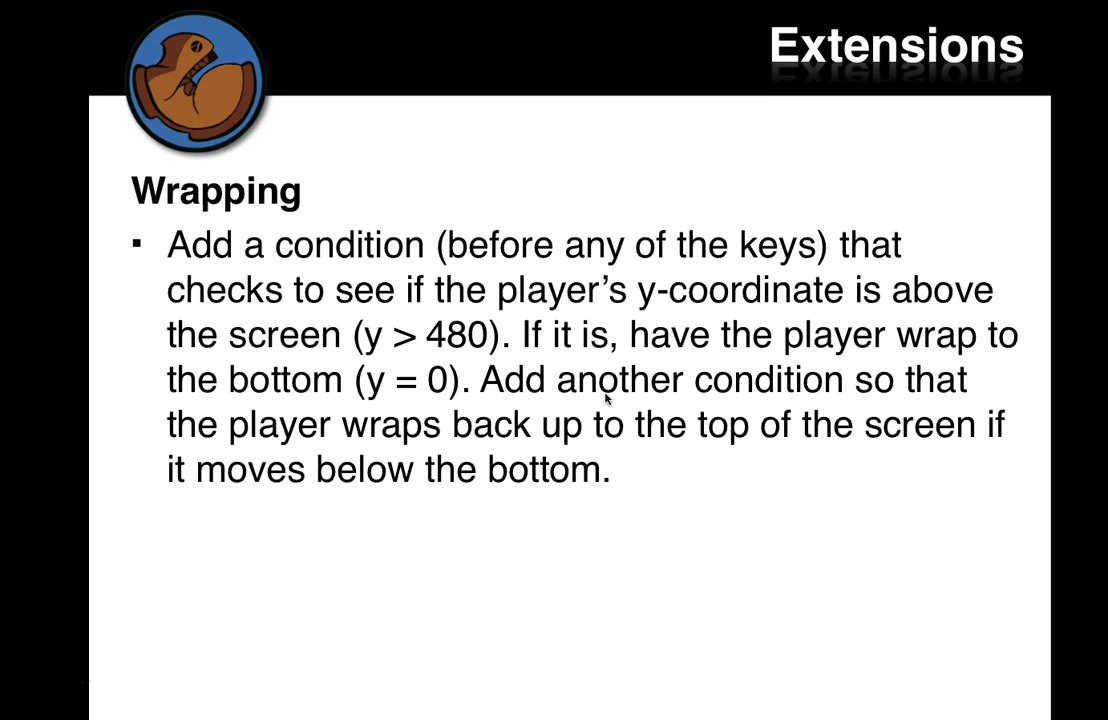 Extensions
Wrapping
▪ Add a condition (before any of the keys) that
checks to see if the player’s y-coordinate is above
the screen (y > 480). If it is, have the player wrap to
the bottom (y = 0). Add another condition so that
the player wraps back up to the top of the screen if
it moves below the bottom.